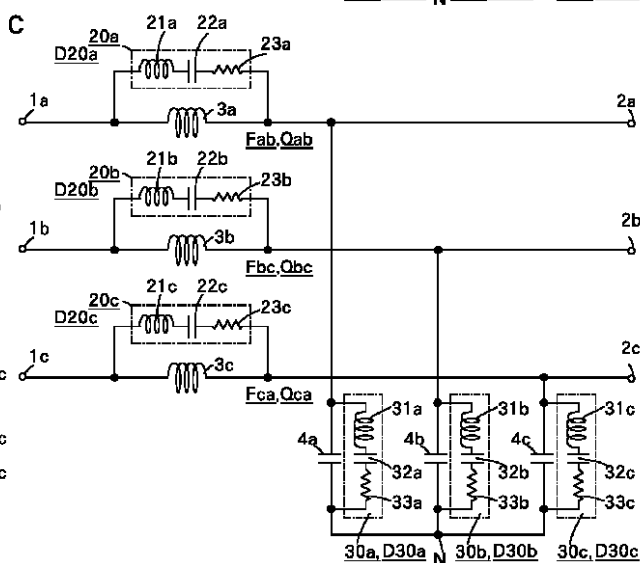 N
C
21a 22a
20a 23a
D20a
1a 3a 2a
Fab,Qab
21b 22b
20b 23b
D20b
1b 3b 2b
Fbc,Qbc
21c 22c
20c 23c
D20c
1c 3c 2c
c
Fca,Qca
31a 31b 31c
4a 4b 4c
c
32a 32b 32c
c
33a 33b 33c
30a, D30a 30b, D30b 30c, D30c
N